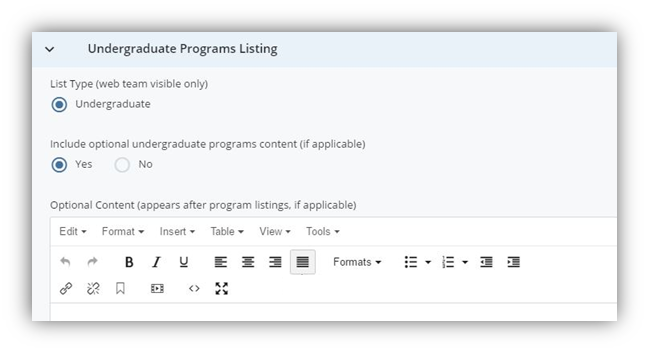 Undergraduate Programs Listing
List Type (web team visible only)
Undergraduate
Include optional undergraduate programs content (if applicable)
Yes No
Optional Content (appears after program listings, if applicable)
Edit Format Insert Table View Tools
B I U Formats